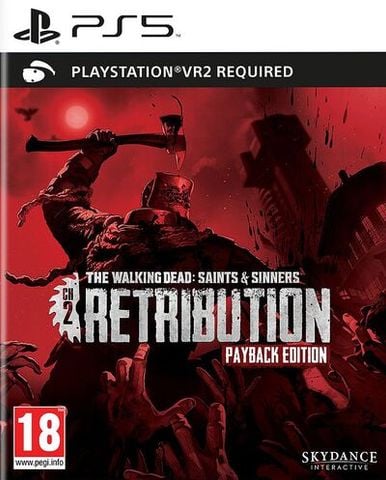 PS5
PLAYSTATION®VR2 REQUIRED
THE WALKING DEAD: SAINTS & SINNERS
CH 2
RETRIBUTION
PAYBACK EDITION
18
www.pegi.info
SKYDANCE
INTERACTIVE